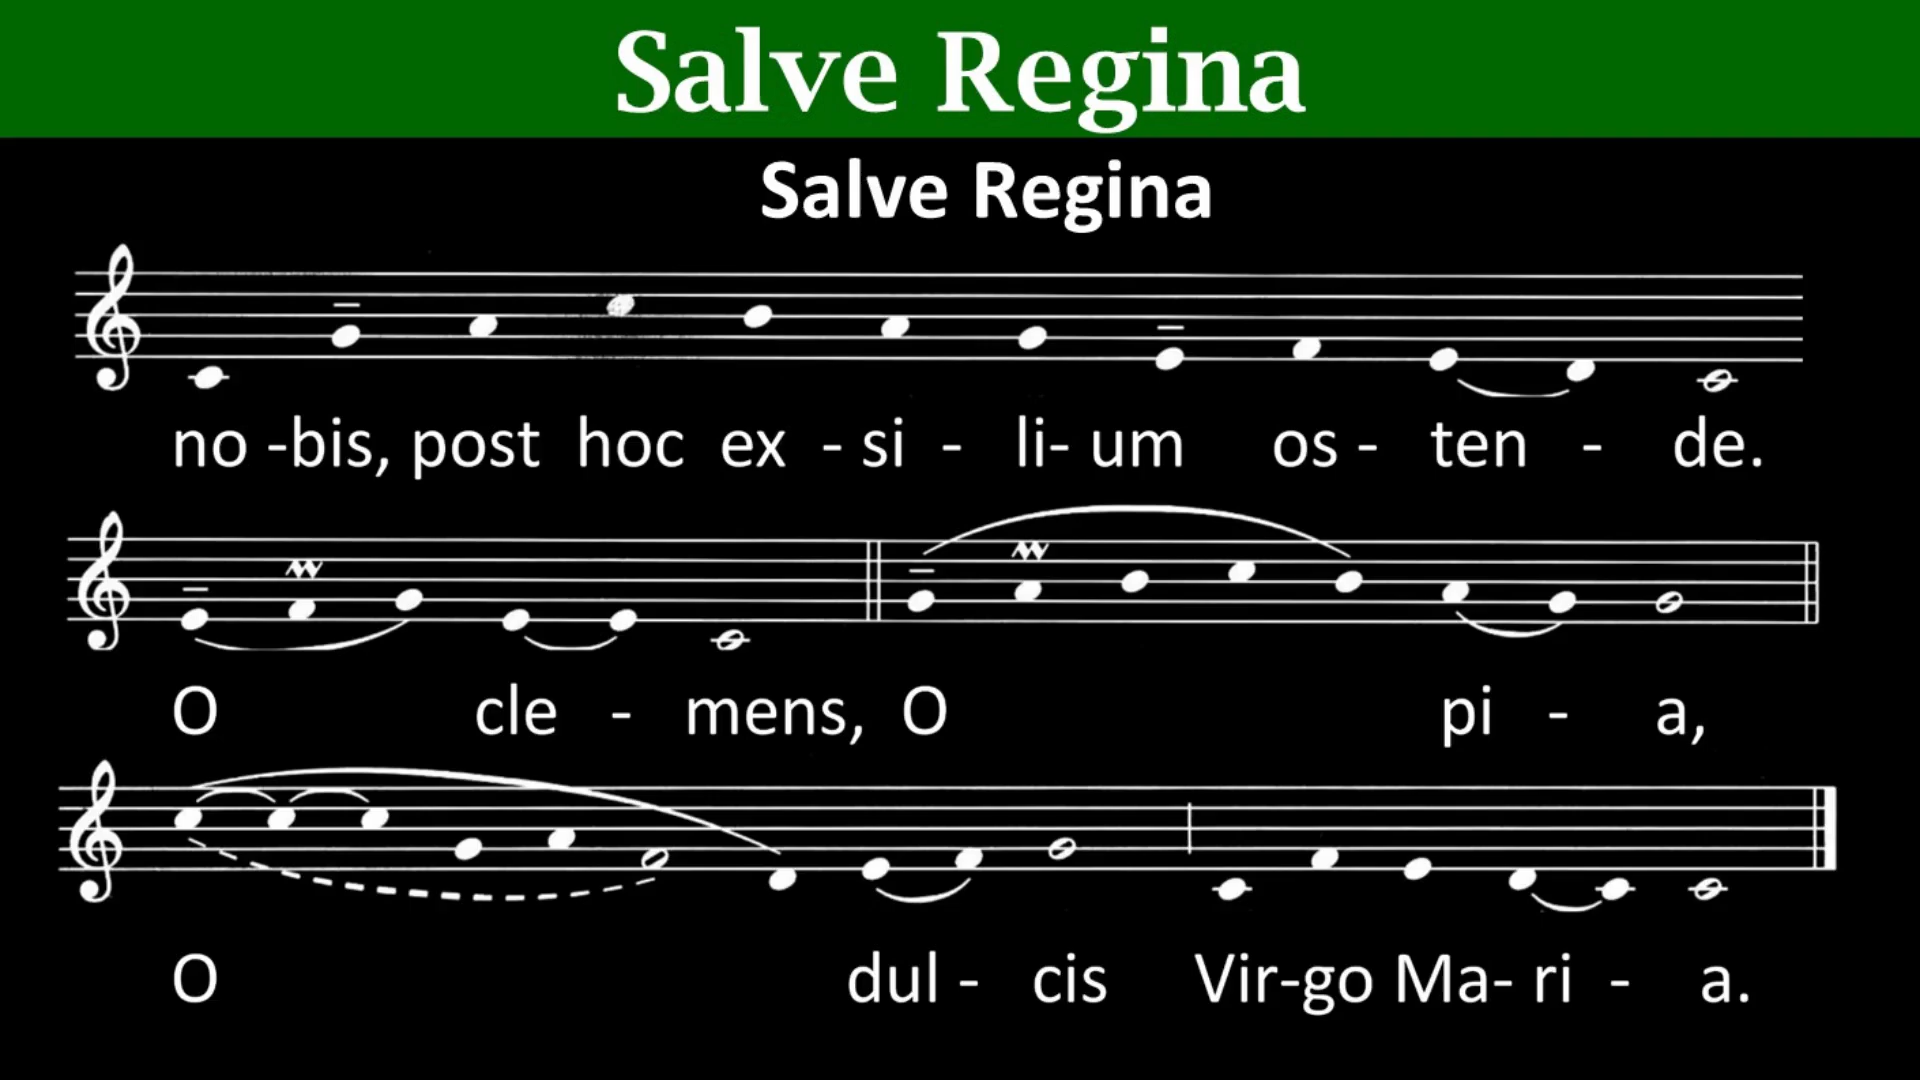 Salve Regina
Salve Regina
no -bis, post hoc ex - si - li- um os - ten - de.
O cle - mens, O pi - a,
O dul - cis Vir-go Ma- ri - a.